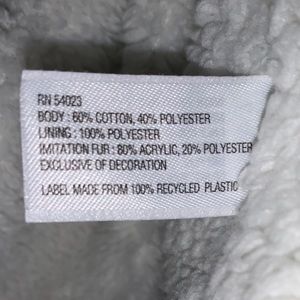 RN 54023
BODY : 60% COTTON, 40% POLYESTER
LINING : 100% POLYESTER
IMITATION FUR : 80% ACRYLIC, 20% POLYESTER
EXCLUSIVE OF DECORATION
LABEL MADE FROM 100% RECYCLED PLASTIC